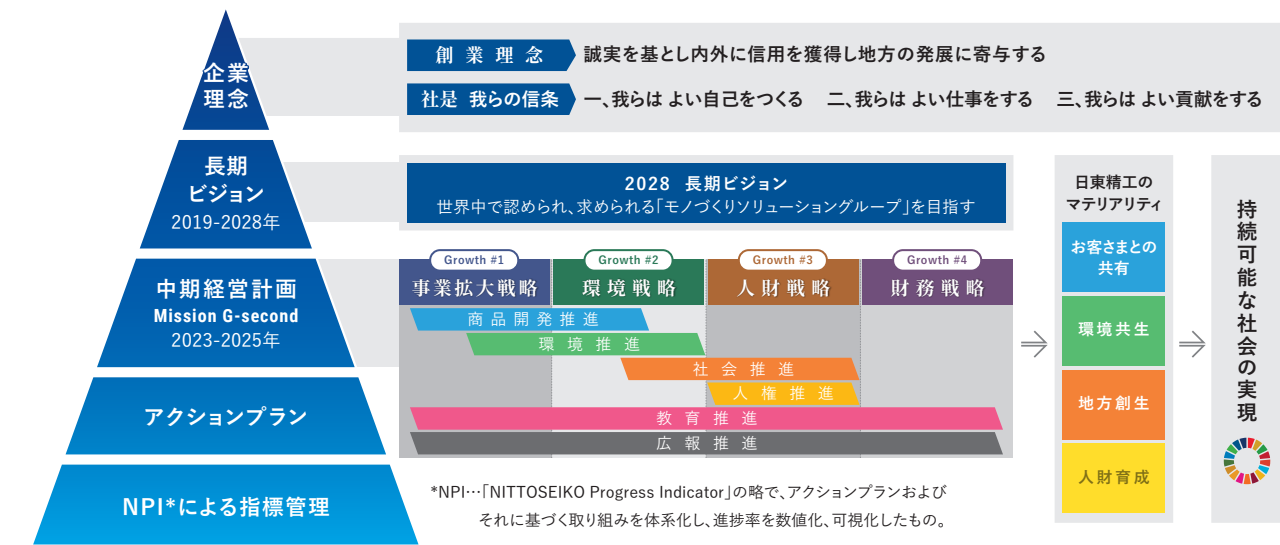 企業
理念
創業理念
誠実を基とし内外に信用を獲得し地方の発展に寄与する
社是 我らの信条
一、我らは よい自己をつくる 二、我らは よい仕事をする 三、我らは よい貢献をする
長期
ビジョン
2019-2028年
2028 長期ビジョン
世界中で認められ、求められる「モノづくりソリューショングループ」を目指す
中期経営計画
Mission G-second
2023-2025年
Growth #1
事業拡大戦略
Growth #2
環境戦略
Growth #3
人財戦略
Growth #4
財務戦略
商品開発推進
環境推進
社会推進
人権推進
教育推進
広報推進
アクションプラン
NPI*による指標管理
*NPI…「NITTOSEIKO Progress Indicator」の略で、アクションプランおよび
それに基づく取り組みを体系化し、進捗率を数値化、可視化したもの。
日東精工の
マテリアリティ
お客さまとの
共有
環境共生
地方創生
人財育成
持続可能な社会の実現